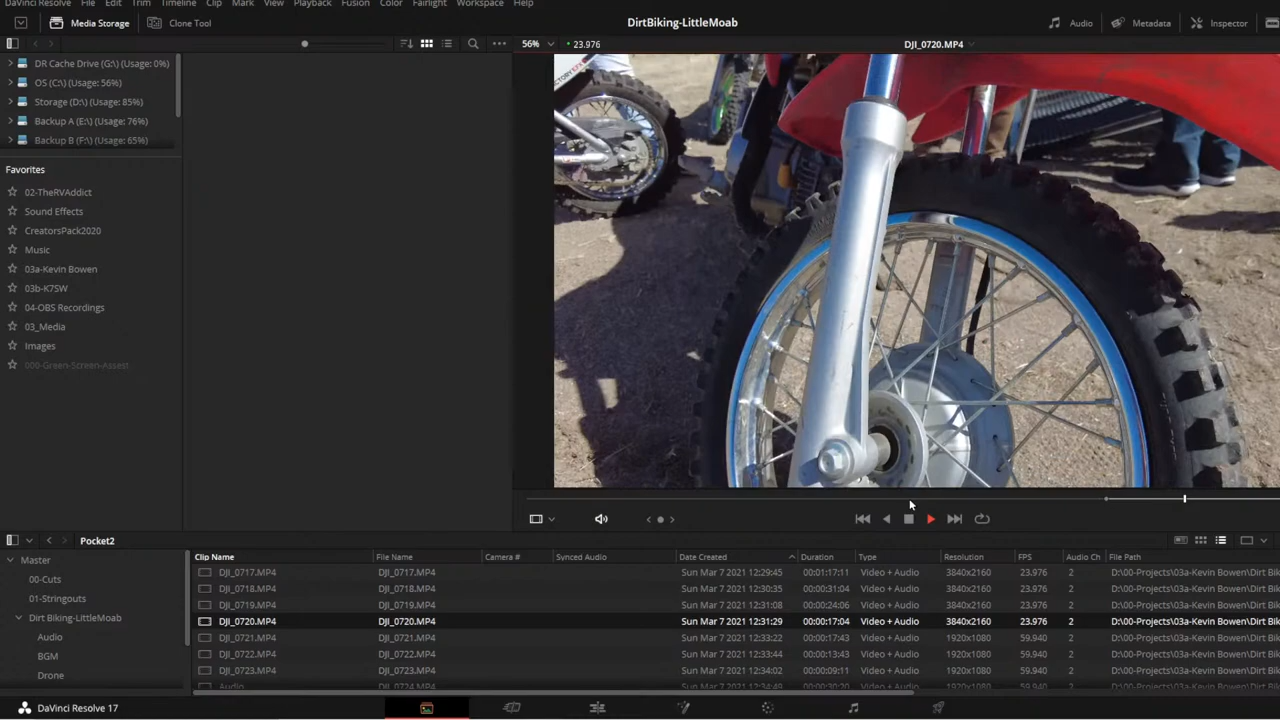 DaVinci Resolve File Edit Trim Timeline Clip Mark View Playback Fusion Color Fairlight Workspace Help
Media Storage Clone Tool DirtBiking-LittleMoab Audio Metadata Inspector
56% 23.976 DJI_0720.MP4
DR Cache Drive (G:\) (Usage: 0%)
OS (C:\) (Usage: 56%)
Storage (D:\) (Usage: 85%)
Backup A (E:\) (Usage: 76%)
Backup B (F:\) (Usage: 65%)
Favorites
02-TheRVAddict
Sound Effects
CreatorsPack2020
Music
03a-Kevin Bowen
03b-K7SW
04-OBS Recordings
03_Media
Images
000-Green-Screen-Assest
Pocket2
Master
00-Cuts
01-Stringouts
Dirt Biking-LittleMoab
Audio
BGM
Drone
Clip Name File Name Camera # Synced Audio Date Created Duration Type Resolution FPS Audio Ch File Path
DJI_0717.MP4 DJI_0717.MP4 Sun Mar 7 2021 12:29:45 00:01:17:11 Video + Audio 3840x2160 23.976 2 D:\00-Projects\03a-Kevin Bowen\Dirt Bik
DJI_0718.MP4 DJI_0718.MP4 Sun Mar 7 2021 12:30:35 00:00:31:04 Video + Audio 3840x2160 23.976 2 D:\00-Projects\03a-Kevin Bowen\Dirt Bik
DJI_0719.MP4 DJI_0719.MP4 Sun Mar 7 2021 12:31:08 00:00:24:06 Video + Audio 3840x2160 23.976 2 D:\00-Projects\03a-Kevin Bowen\Dirt Bik
DJI_0720.MP4 DJI_0720.MP4 Sun Mar 7 2021 12:31:29 00:00:17:04 Video + Audio 3840x2160 23.976 2 D:\00-Projects\03a-Kevin Bowen\Dirt Bik
DJI_0721.MP4 DJI_0721.MP4 Sun Mar 7 2021 12:33:22 00:00:17:43 Video + Audio 1920x1080 59.940 2 D:\00-Projects\03a-Kevin Bowen\Dirt Bik
DJI_0722.MP4 DJI_0722.MP4 Sun Mar 7 2021 12:33:44 00:00:13:43 Video + Audio 1920x1080 59.940 2 D:\00-Projects\03a-Kevin Bowen\Dirt Bik
DJI_0723.MP4 DJI_0723.MP4 Sun Mar 7 2021 12:34:02 00:00:09:11 Video + Audio 1920x1080 59.940 2 D:\00-Projects\03a-Kevin Bowen\Dirt Bik
DaVinci Resolve 17